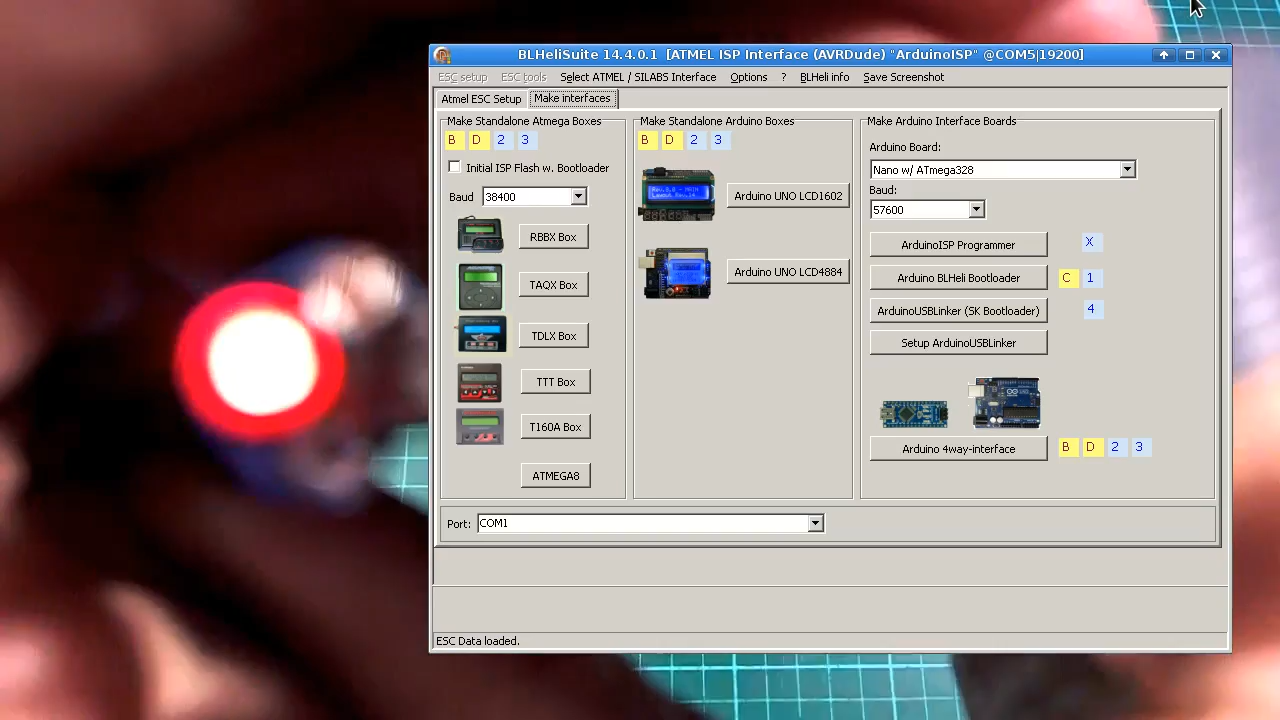 BLHeliSuite 14.4.0.1 [ATMEL ISP Interface (AVRDude) "ArduinoISP" @COM5|19200]
ESC setup ESC tools Select ATMEL / SILABS Interface Options ? BLHeli info Save Screenshot
Atmel ESC Setup Make interfaces
Make Standalone Atmega Boxes
B D 2 3
Initial ISP Flash w. Bootloader
Baud 38400
RBBX Box
TAQX Box
TDLX Box
TTT Box
T160A Box
ATMEGA8
Make Standalone Arduino Boxes
B D 2 3
Arduino UNO LCD1602
Arduino UNO LCD4884
Make Arduino Interface Boards
Arduino Board:
Nano w/ ATmega328
Baud:
57600
ArduinoISP Programmer X
Arduino BLHeli Bootloader C 1
ArduinoUSBLinker (SK Bootloader) 4
Setup ArduinoUSBLinker
Arduino 4way-interface B D 2 3
Port: COM1
ESC Data loaded.